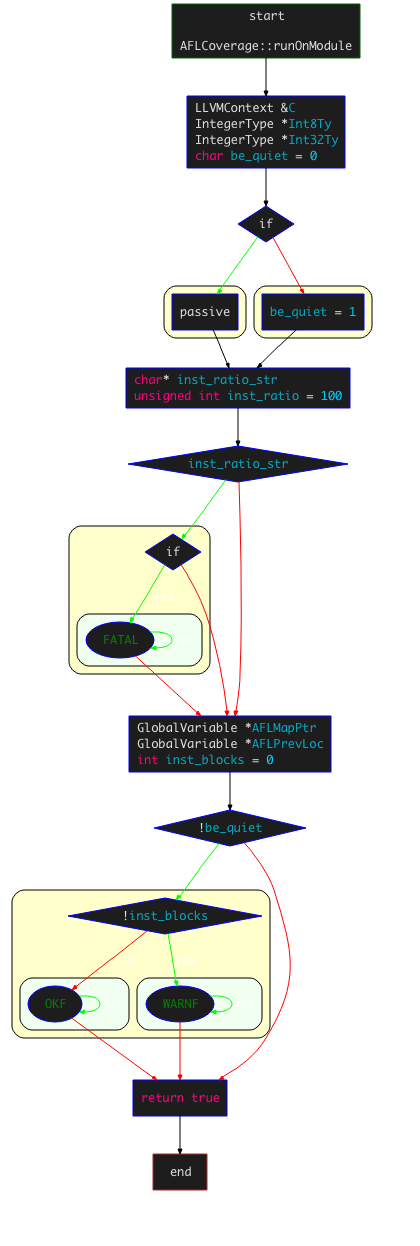 start
AFLCoverage::runOnModule
LLVMContext &C
IntegerType *Int8Ty
IntegerType *Int32Ty
char be_quiet = 0
if
passive
be_quiet = 1
char* inst_ratio_str
unsigned int inst_ratio = 100
inst_ratio_str
if
FATAL
GlobalVariable *AFLMapPtr
GlobalVariable *AFLPrevLoc
int inst_blocks = 0
!be_quiet
!inst_blocks
OKF
WARNF
return true
end